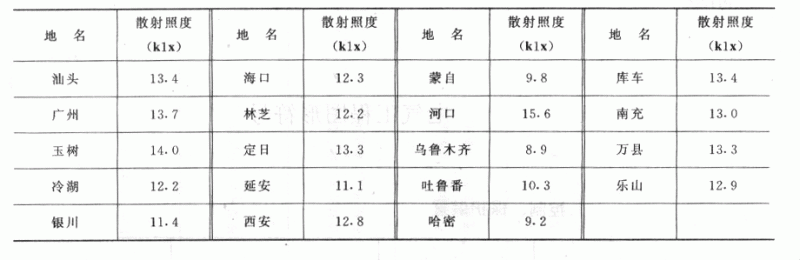 地 名 散射照度 (klx) 地 名 散射照度 (klx) 地 名 散射照度 (klx) 地 名 散射照度 (klx)
汕头 13.4 海口 12.3 蒙自 9.8 库车 13.4
广州 13.7 林芝 12.2 河口 15.6 南充 13.0
玉树 14.0 定日 13.3 乌鲁木齐 8.9 万县 13.3
冷湖 12.2 延安 11.1 吐鲁番 10.3 乐山 12.9
银川 11.4 西安 12.8 哈密 9.2